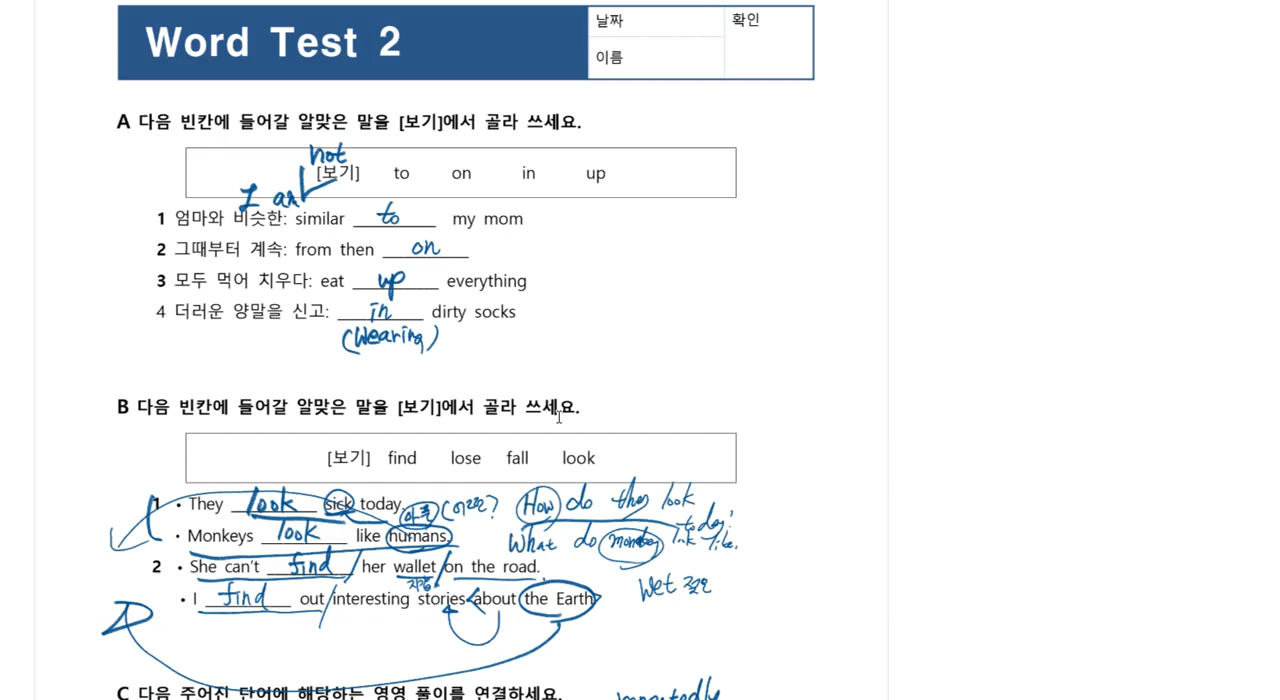 Word Test 2
날짜
확인
이름
A 다음 빈칸에 들어갈 알맞은 말을 [보기]에서 골라 쓰세요.
not
[보기] to on in up
I am
1 엄마와 비슷한: similar to my mom
2 그때부터 계속: from then on
3 모두 먹어 치우다: eat up everything
4 더러운 양말을 신고: in dirty socks
(Wearing)
B 다음 빈칸에 들어갈 알맞은 말을 [보기]에서 골라 쓰세요.
[보기] find lose fall look
1 • They look sick today.
How do they look today?
• Monkeys look like humans.
What do monkey look like.
2 • She can't find her wallet on the road.
지갑
wet 젖은
• I find out interesting stories about the Earth
C 다음 주어진 단어에 해당하는 영영 풀이를 연결하세요.